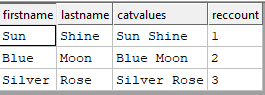 firstname lastname catvalues reccount
Sun Shine Sun Shine 1
Blue Moon Blue Moon 2
Silver Rose Silver Rose 3